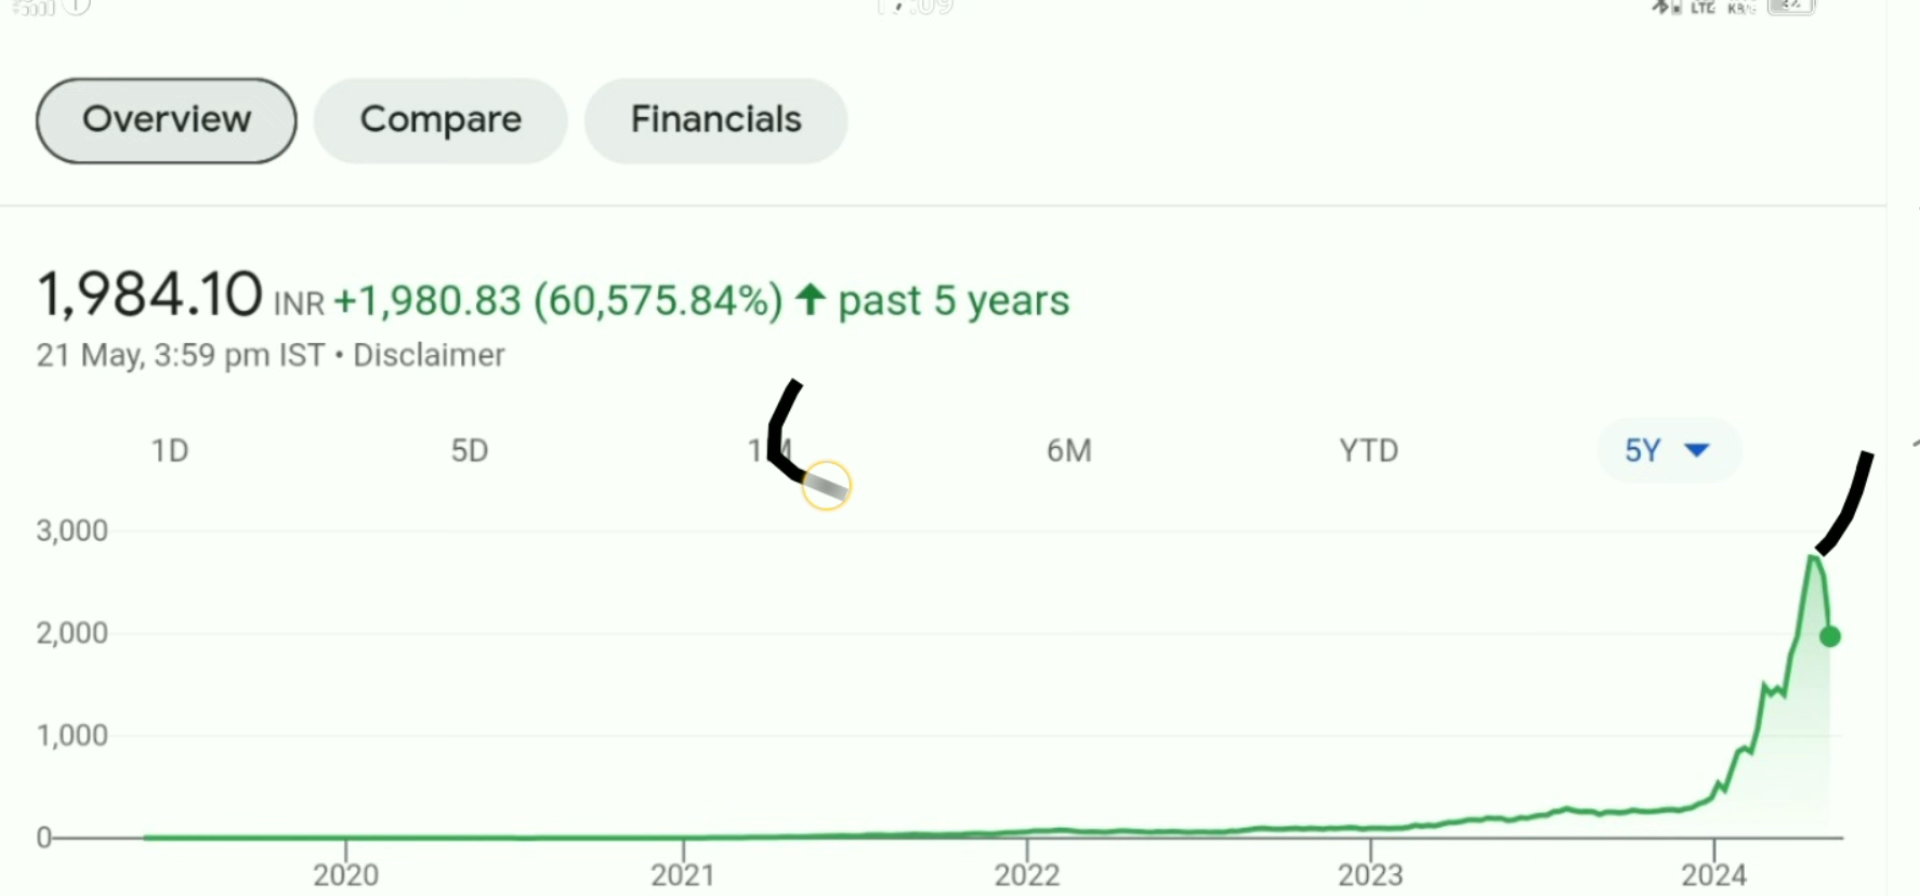 Overview Compare Financials
1,984.10 INR +1,980.83 (60,575.84%) ↑ past 5 years
21 May, 3:59 pm IST • Disclaimer
1D 5D 1M 6M YTD 5Y
3,000
2,000
1,000
0
2020 2021 2022 2023 2024